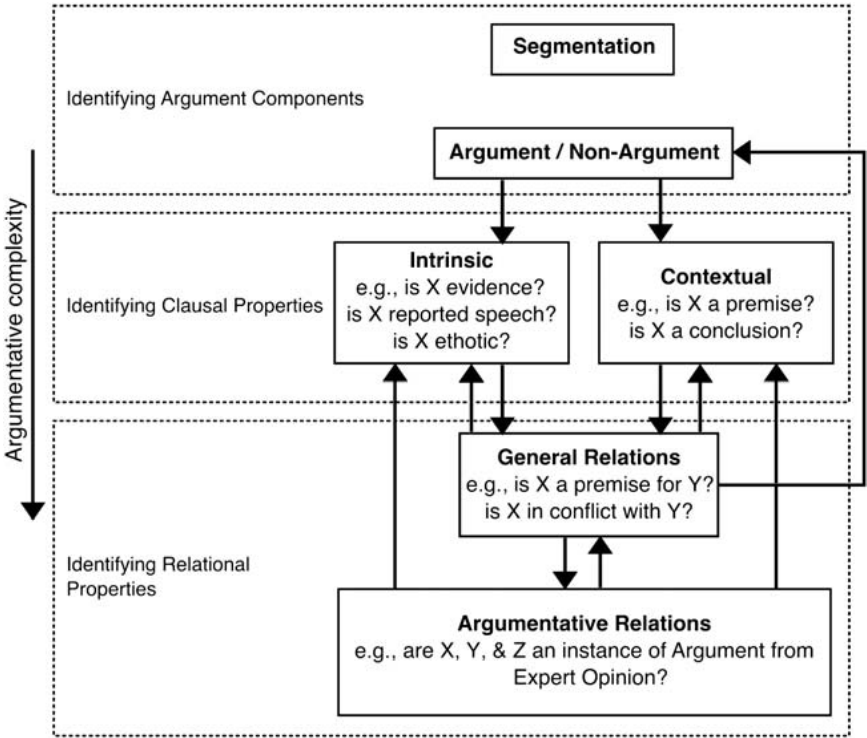 Segmentation
Identifying Argument Components
Argument / Non-Argument
Argumentative complexity
Intrinsic
e.g., is X evidence?
is X reported speech?
is X ethotic?
Contextual
e.g., is X a premise?
is X a conclusion?
Identifying Clausal Properties
General Relations
e.g., is X a premise for Y?
is X in conflict with Y?
Identifying Relational
Properties
Argumentative Relations
e.g., are X, Y, & Z an instance of Argument from
Expert Opinion?